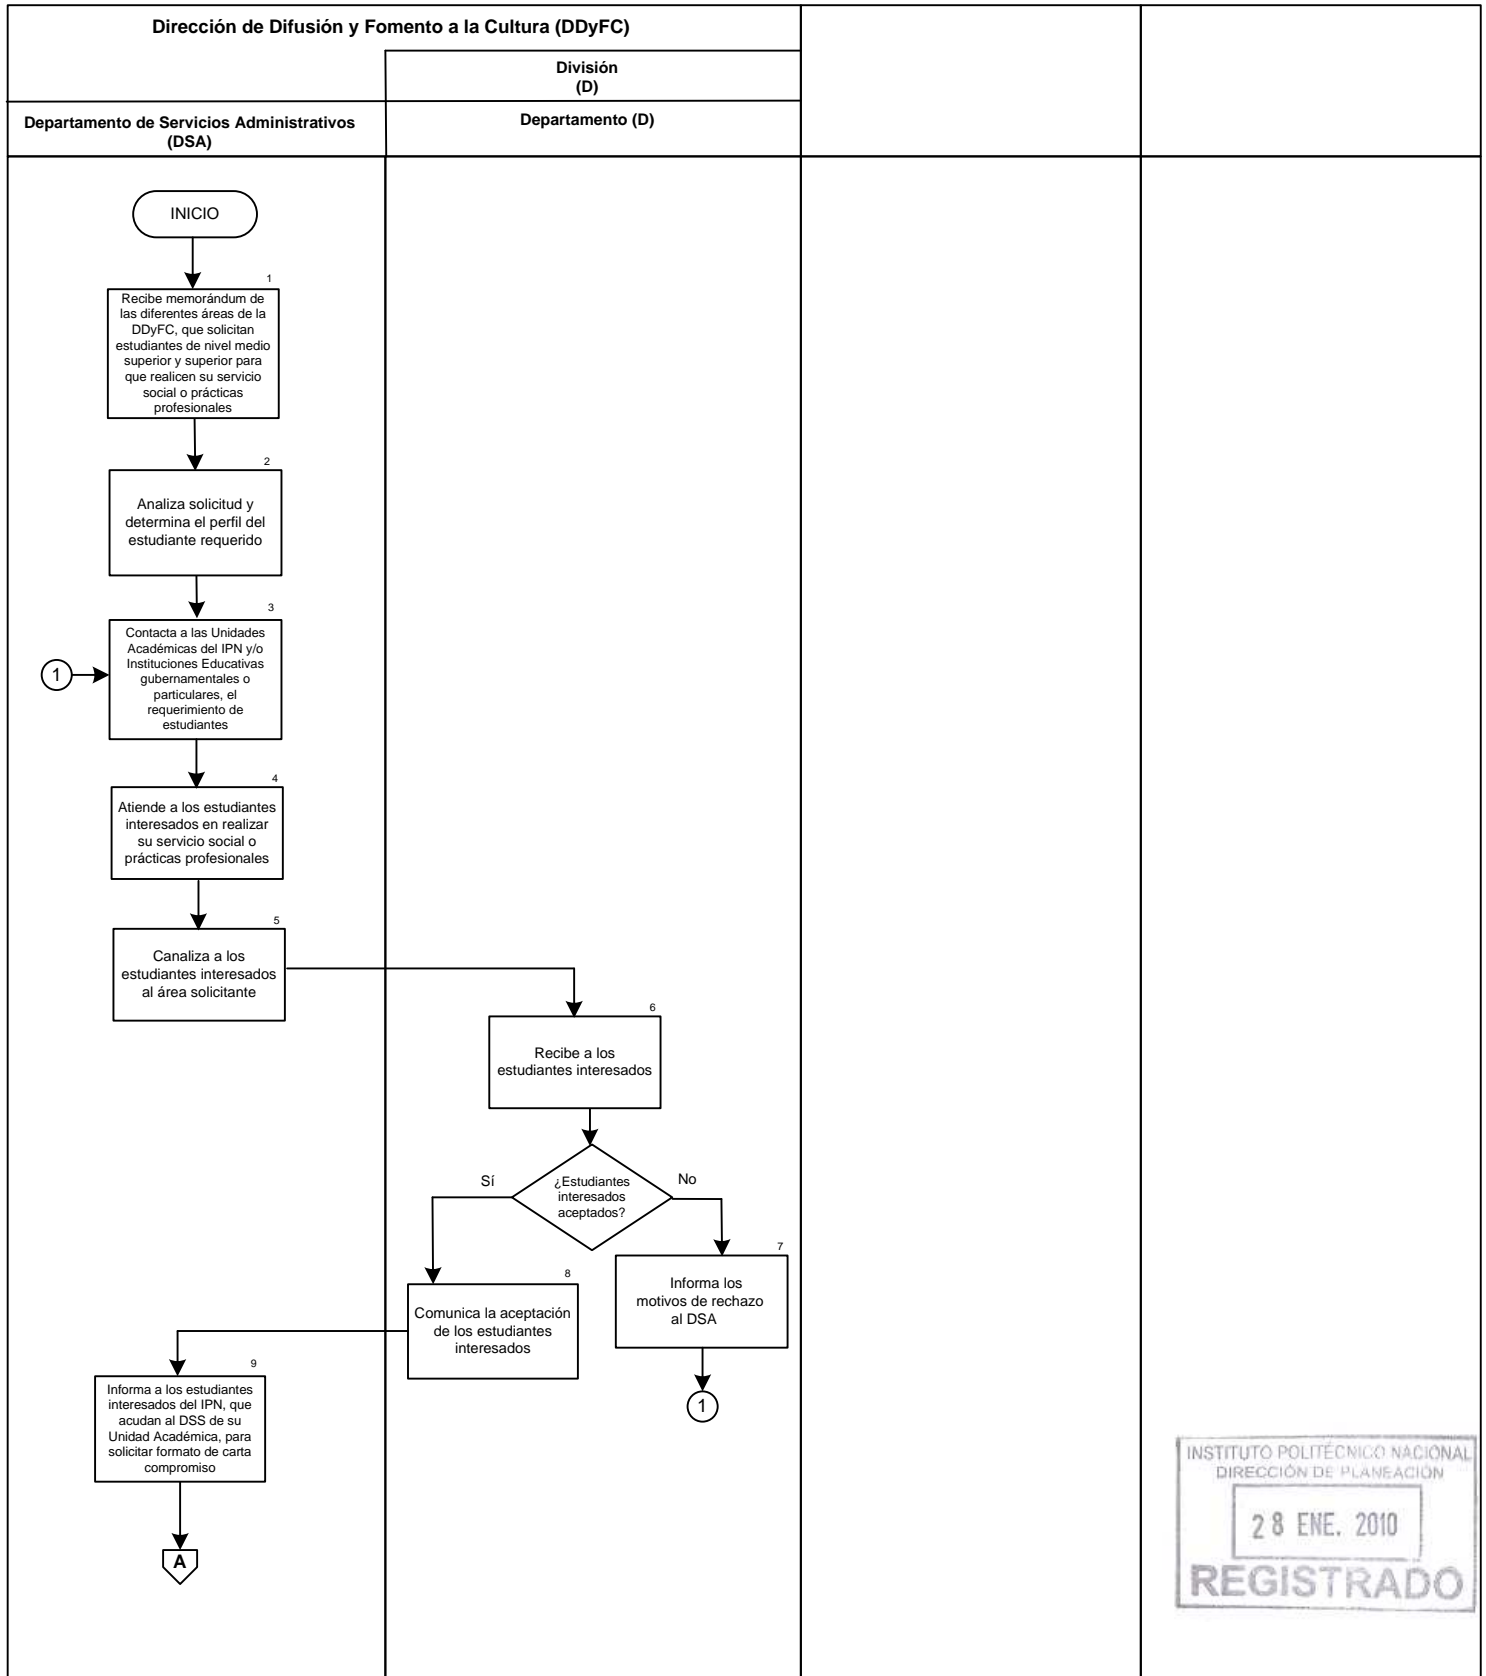 Dirección de Difusión y Fomento a la Cultura (DDyFC)
División
(D)
Departamento de Servicios Administrativos
(DSA)
Departamento (D)
INICIO
1
Recibe memorándum de
las diferentes áreas de la
DDyFC, que solicitan
estudiantes de nivel medio
superior y superior para
que realicen su servicio
social o prácticas
profesionales
2
Analiza solicitud y
determina el perfil del
estudiante requerido
3
Contacta a las Unidades
Académicas del IPN y/o
Instituciones Educativas
gubernamentales o
particulares, el
requerimiento de
estudiantes
1
4
Atiende a los estudiantes
interesados en realizar
su servicio social o
prácticas profesionales
5
Canaliza a los
estudiantes interesados
al área solicitante
6
Recibe a los
estudiantes interesados
Sí
¿Estudiantes
interesados
aceptados?
No
7
Informa los
motivos de rechazo
al DSA
1
8
Comunica la aceptación
de los estudiantes
interesados
9
Informa a los estudiantes
interesados del IPN, que
acudan al DSS de su
Unidad Académica, para
solicitar formato de carta
compromiso
A
INSTITUTO POLITÉCNICO NACIONAL
DIRECCIÓN DE PLANEACIÓN
28 ENE. 2010
REGISTRADO